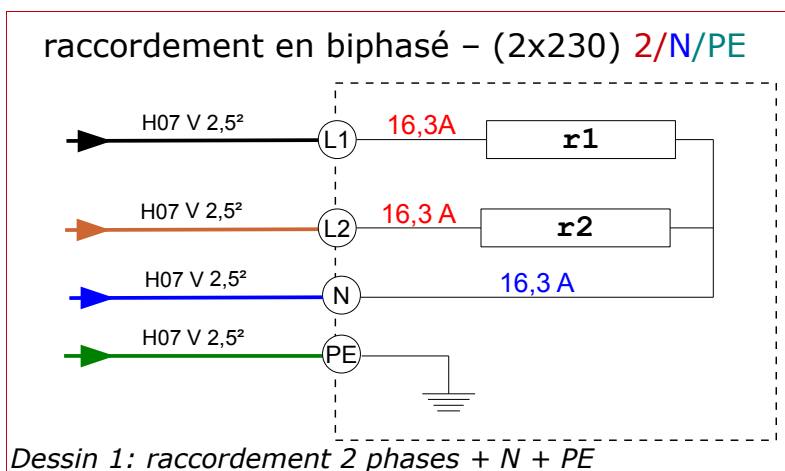 raccordement en biphasé – (2x230) 2/N/PE
H07 V 2,5²
L1
16,3A
r1
H07 V 2,5²
L2
16,3 A
r2
H07 V 2,5²
N
16,3 A
H07 V 2,5²
PE
Dessin 1: raccordement 2 phases + N + PE